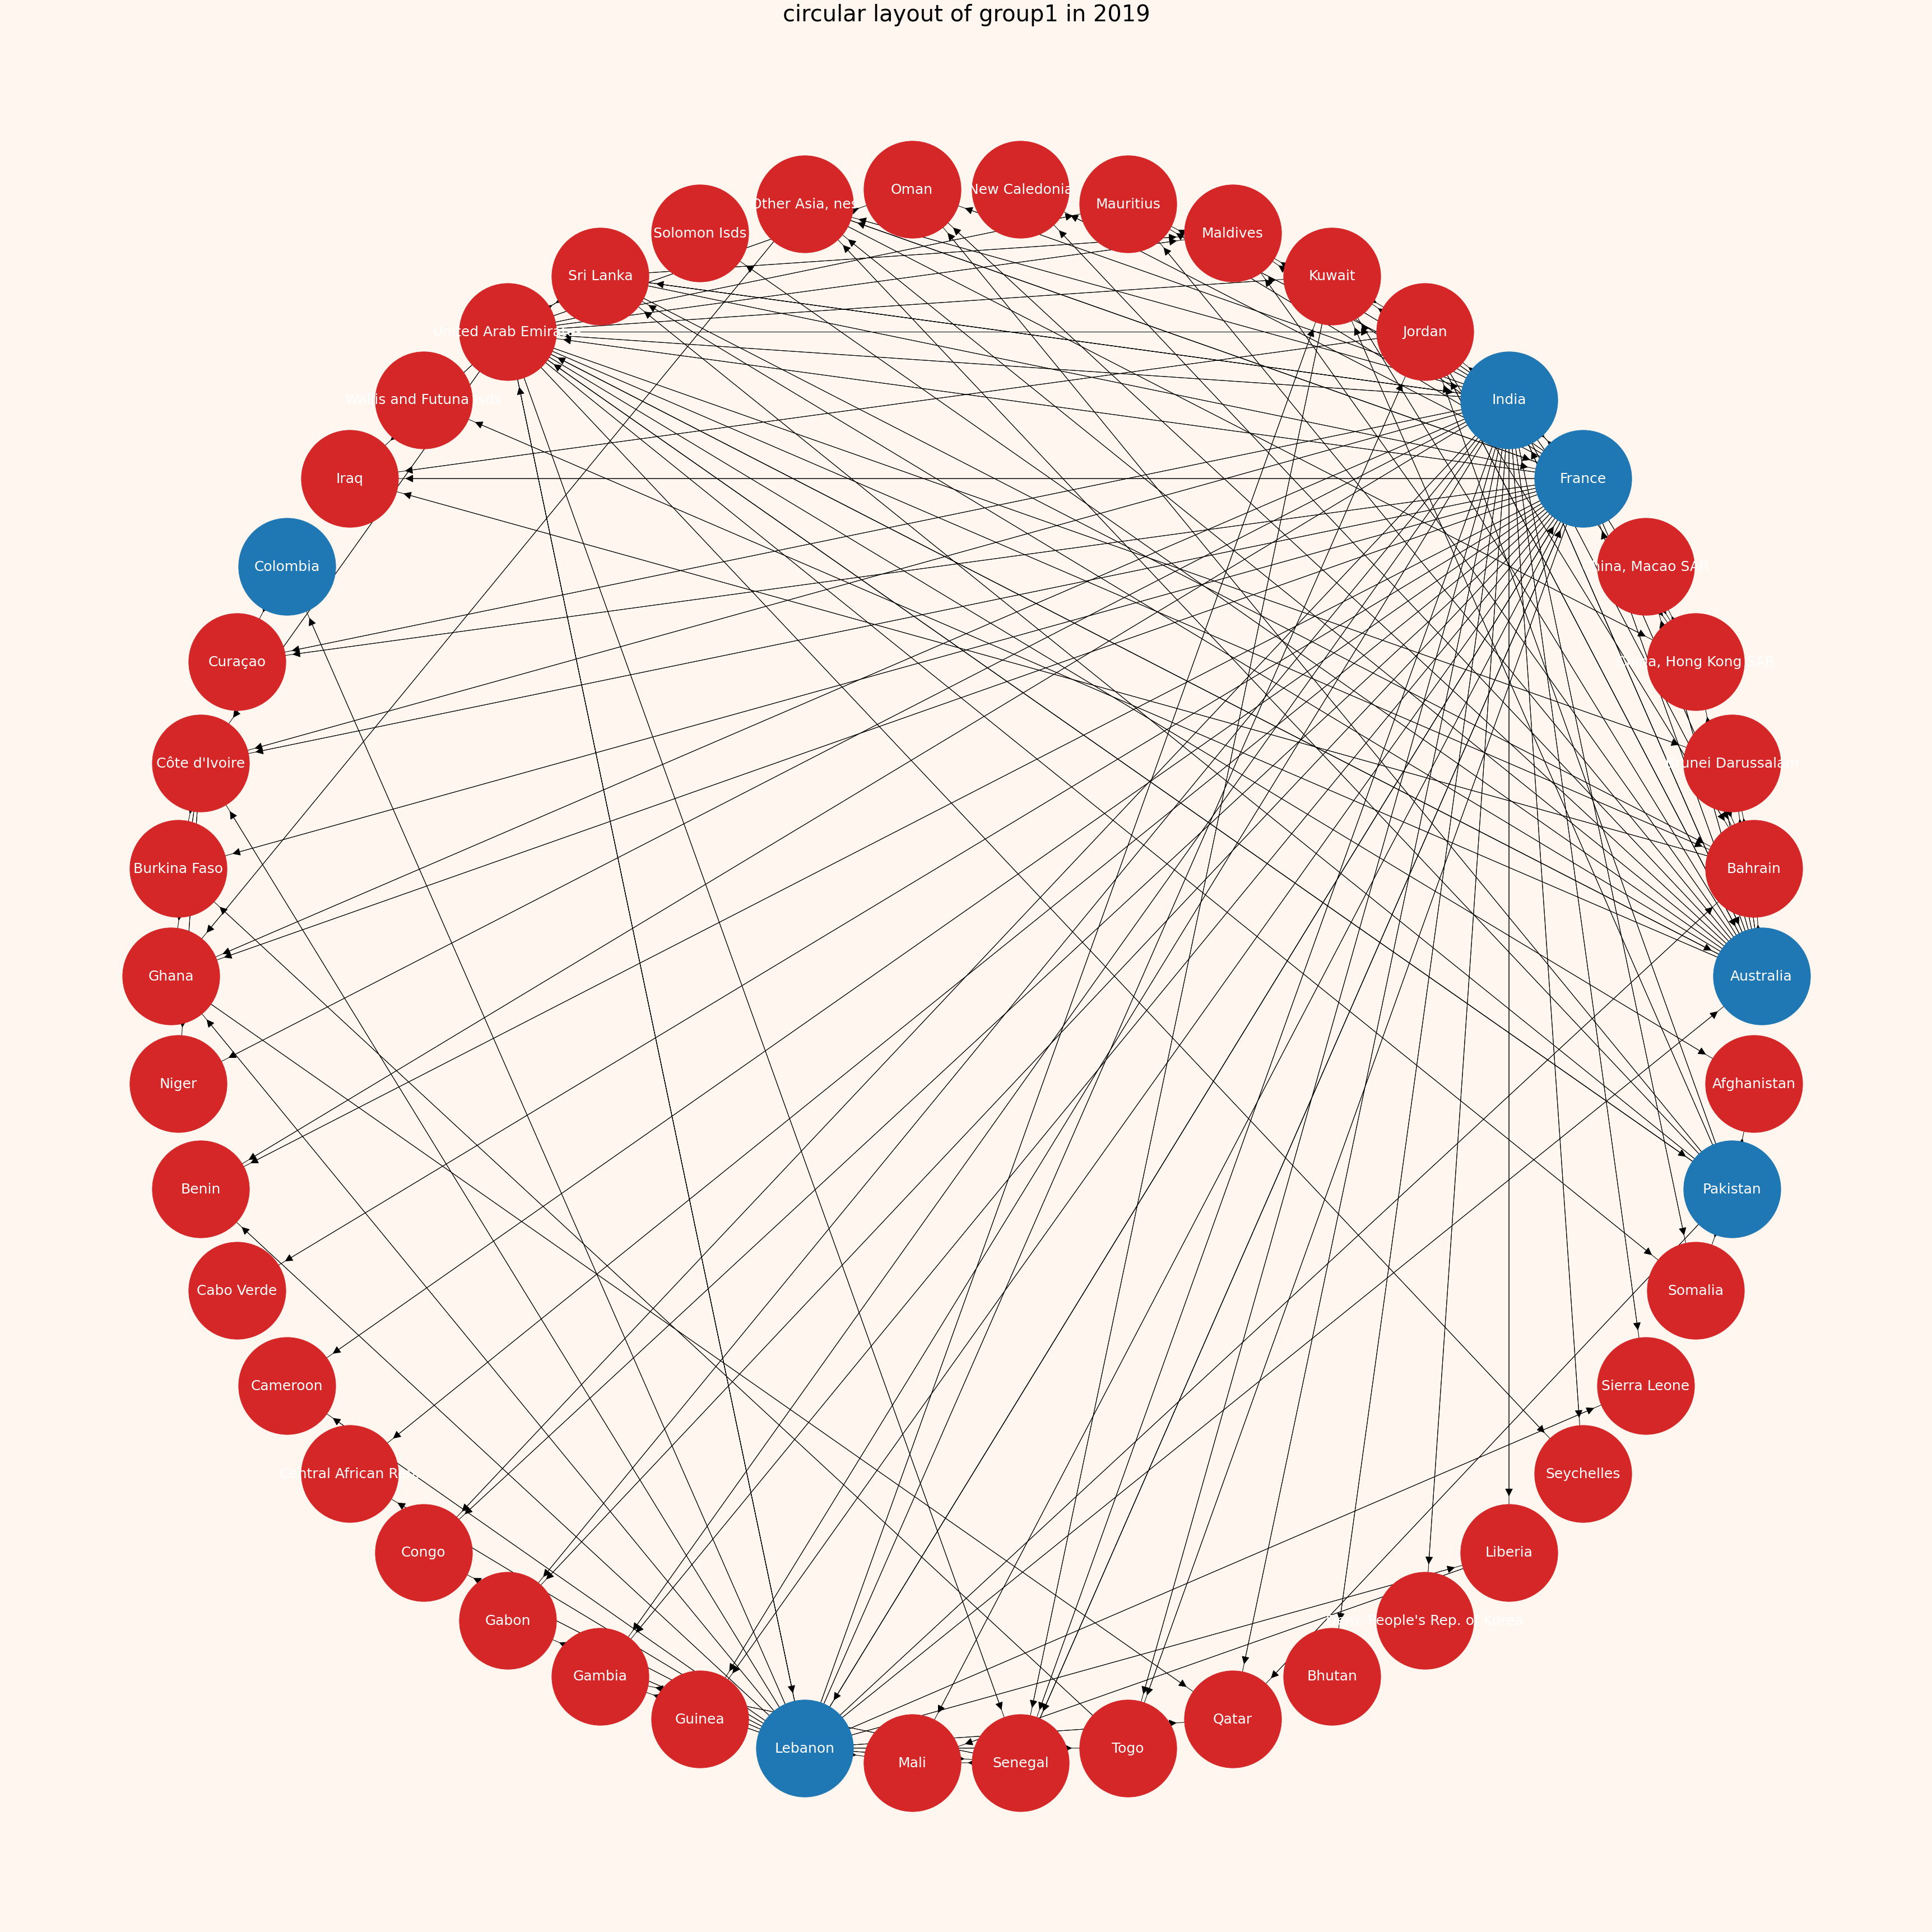 circular layout of group1 in 2019
Oman
New Caledonia
Other Asia, nes
Mauritius
Solomon Isds
Maldives
Sri Lanka
Kuwait
United Arab Emirates
Jordan
Wallis and Futuna Isds
India
Iraq
France
Colombia
China, Macao SAR
Curaçao
China, Hong Kong SAR
Côte d'Ivoire
Brunei Darussalam
Burkina Faso
Bahrain
Ghana
Australia
Niger
Afghanistan
Benin
Pakistan
Cabo Verde
Somalia
Cameroon
Sierra Leone
Central African Rep.
Seychelles
Congo
Liberia
Gabon
People's Rep. of Korea
Gambia
Bhutan
Guinea
Qatar
Lebanon
Togo
Mali
Senegal